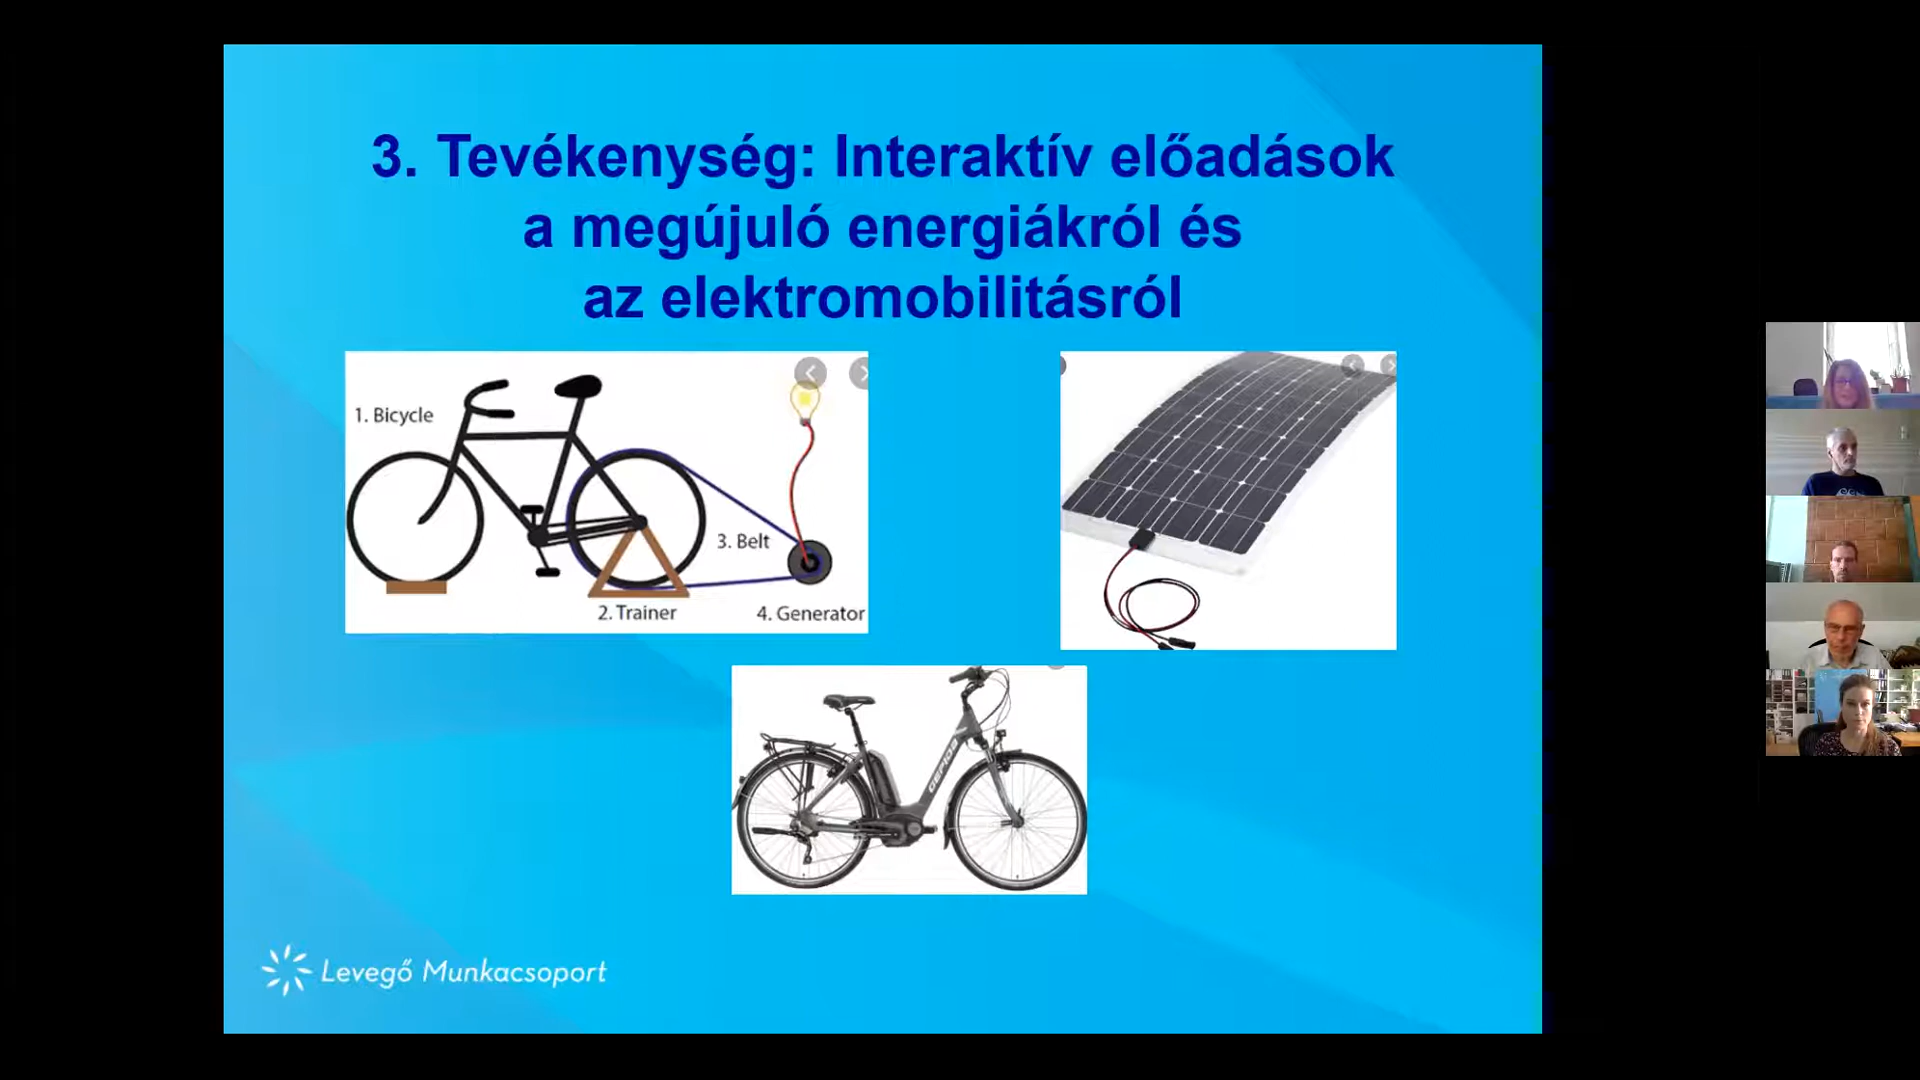 3. Tevékenység: Interaktív előadások
a megújuló energiákról és
az elektromobilitásról
1. Bicycle
3. Belt
2. Trainer
4. Generator
GEPIDA
Levegő Munkacsoport